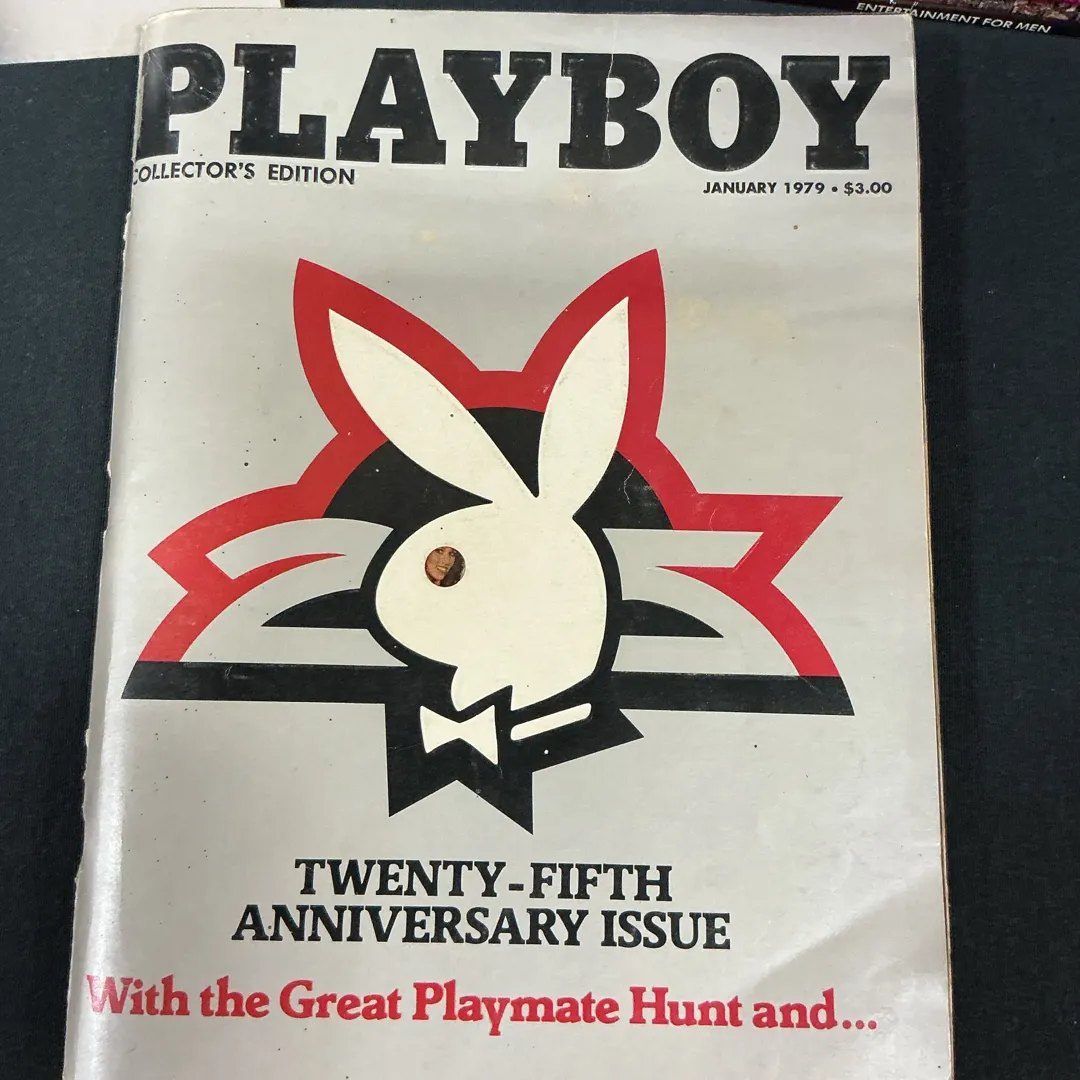 ENTERTAINMENT FOR MEN
PLAYBOY
COLLECTOR'S EDITION
JANUARY 1979 • $3.00
TWENTY-FIFTH
ANNIVERSARY ISSUE
With the Great Playmate Hunt and...